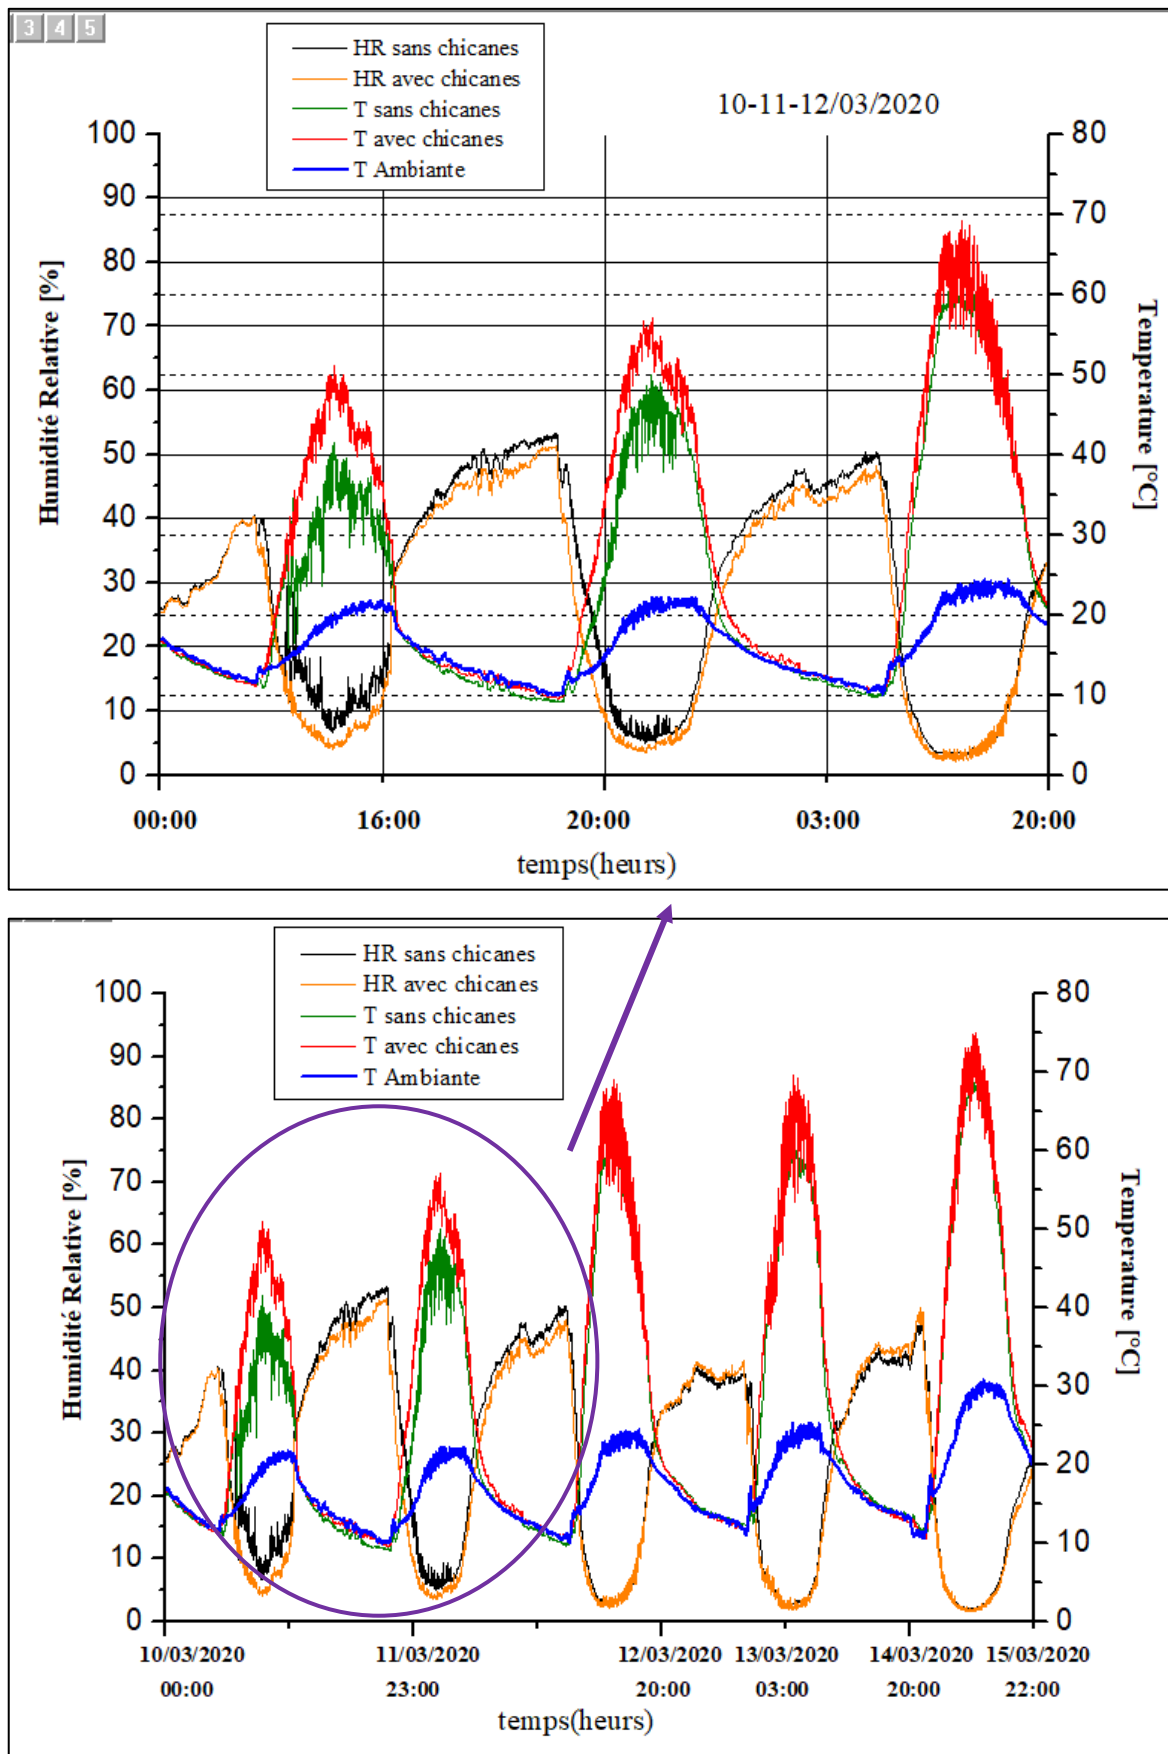 3 4 5
HR sans chicanes
HR avec chicanes
T sans chicanes
T avec chicanes
T Ambiante
10-11-12/03/2020
Humidité Relative [%]
100
90
80
70
60
50
40
30
20
10
0
80
70
60
50
40
30
20
10
0
Temperature [°C]
00:00 16:00 20:00 03:00 20:00
temps(heurs)
HR sans chicanes
HR avec chicanes
T sans chicanes
T avec chicanes
T Ambiante
Humidité Relative [%]
100
90
80
70
60
50
40
30
20
10
0
80
70
60
50
40
30
20
10
0
Temperature [°C]
10/03/2020 11/03/2020 12/03/2020 13/03/2020 14/03/2020 15/03/2020
00:00 23:00 20:00 03:00 20:00 22:00
temps(heurs)